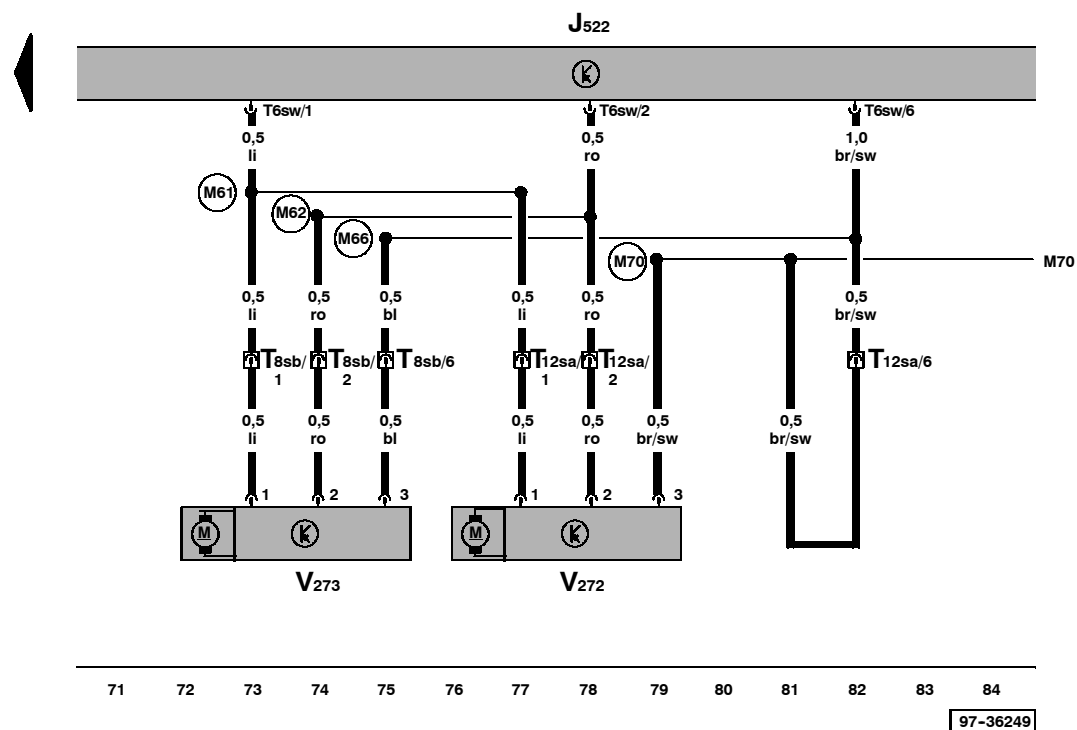 J522
T6sw/1 T6sw/2 T6sw/6
0,5 0,5 1,0
li ro br/sw
M61
M62
M66
M70 M70
0,5 0,5 0,5 0,5 0,5 0,5
li ro bl li ro br/sw
T8sb/ T8sb/ T8sb/6 T12sa/ T12sa/ T12sa/6
1 2 1 2
0,5 0,5 0,5 0,5 0,5 0,5 0,5
li ro bl li ro br/sw br/sw
1 2 3 1 2 3
M M
V273 V272
71 72 73 74 75 76 77 78 79 80 81 82 83 84
97-36249